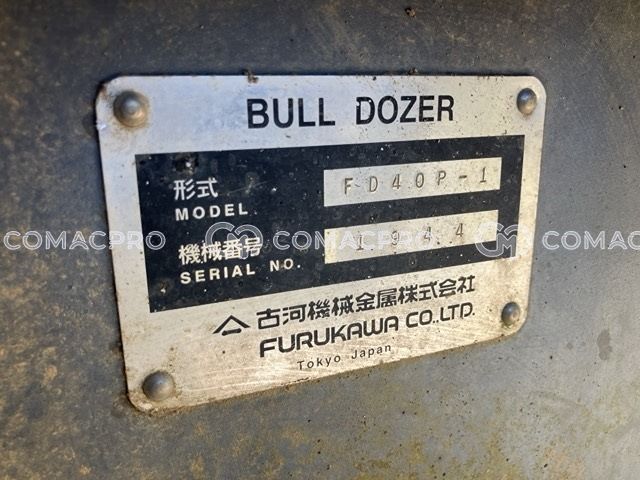 BULL DOZER
形式
MODEL
FD40P-1
機械番号
SERIAL NO.
1944
古河機械金属株式会社
FURUKAWA CO.,LTD.
Tokyo Japan
COMACPRO COMACPRO COMACPRO